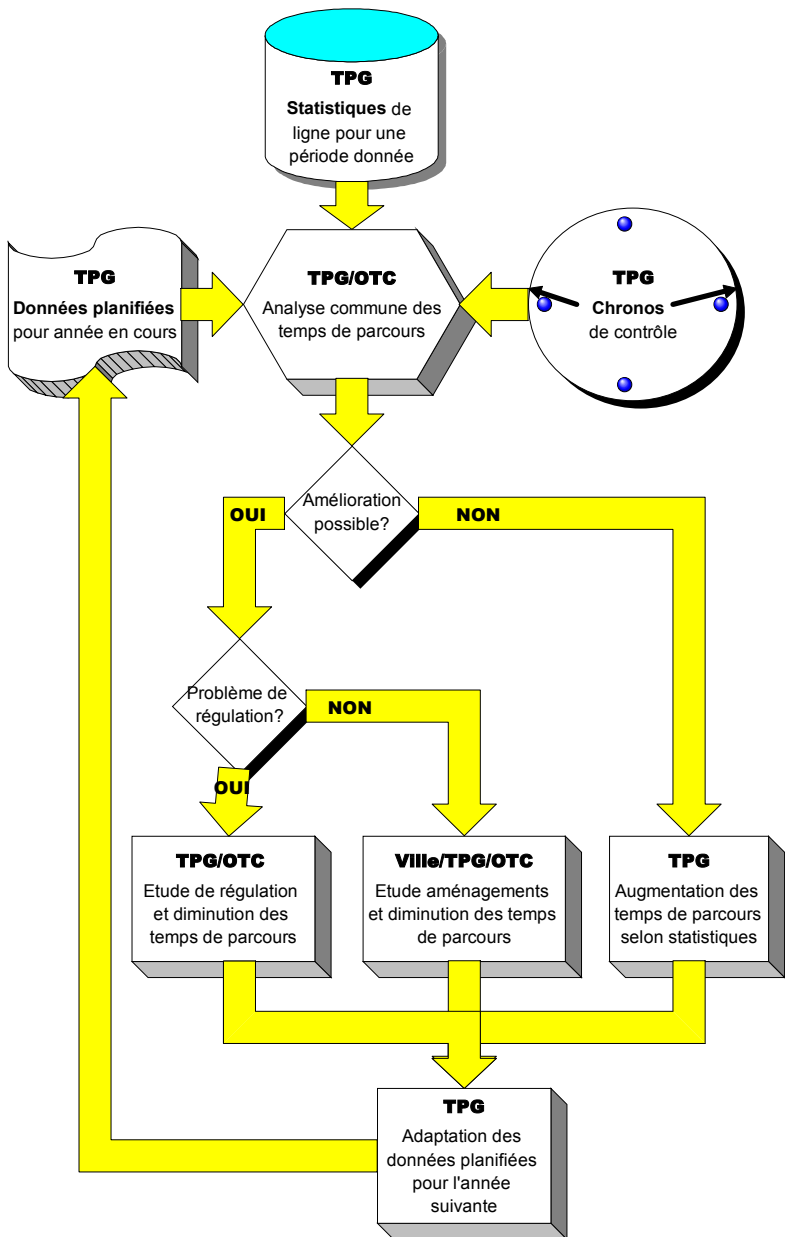 TPG
Statistiques de
ligne pour une
période donnée
TPG
Données planifiées
pour année en cours
TPG/OTC
Analyse commune des
temps de parcours
TPG
Chronos
de contrôle
Amélioration
possible?
OUI
NON
Problème de
régulation?
NON
OUI
TPG/OTC
Etude de régulation
et diminution des
temps de parcours
Ville/TPG/OTC
Etude aménagements
et diminution des temps
de parcours
TPG
Augmentation des
temps de parcours
selon statistiques
TPG
Adaptation des
données planifiées
pour l'année
suivante